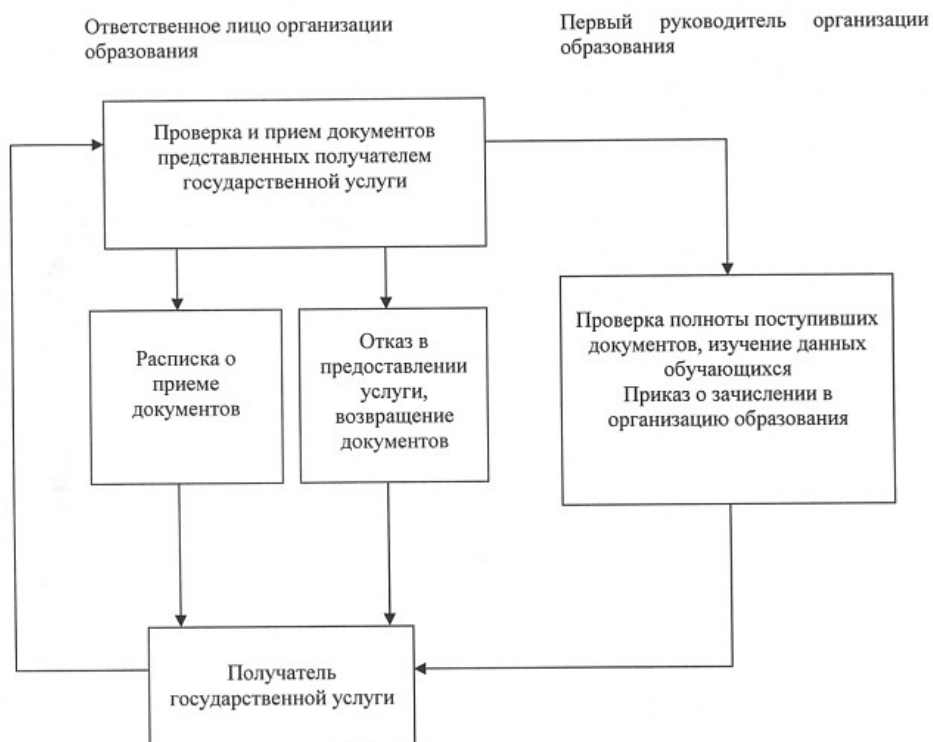 Ответственное лицо организации
образования
Первый руководитель организации
образования
Проверка и прием документов
представленных получателем
государственной услуги
Расписка о
приеме
документов
Отказ в
предоставлении
услуги,
возвращение
документов
Проверка полноты поступивших
документов, изучение данных
обучающихся
Приказ о зачислении в
организацию образования
Получатель
государственной услуги